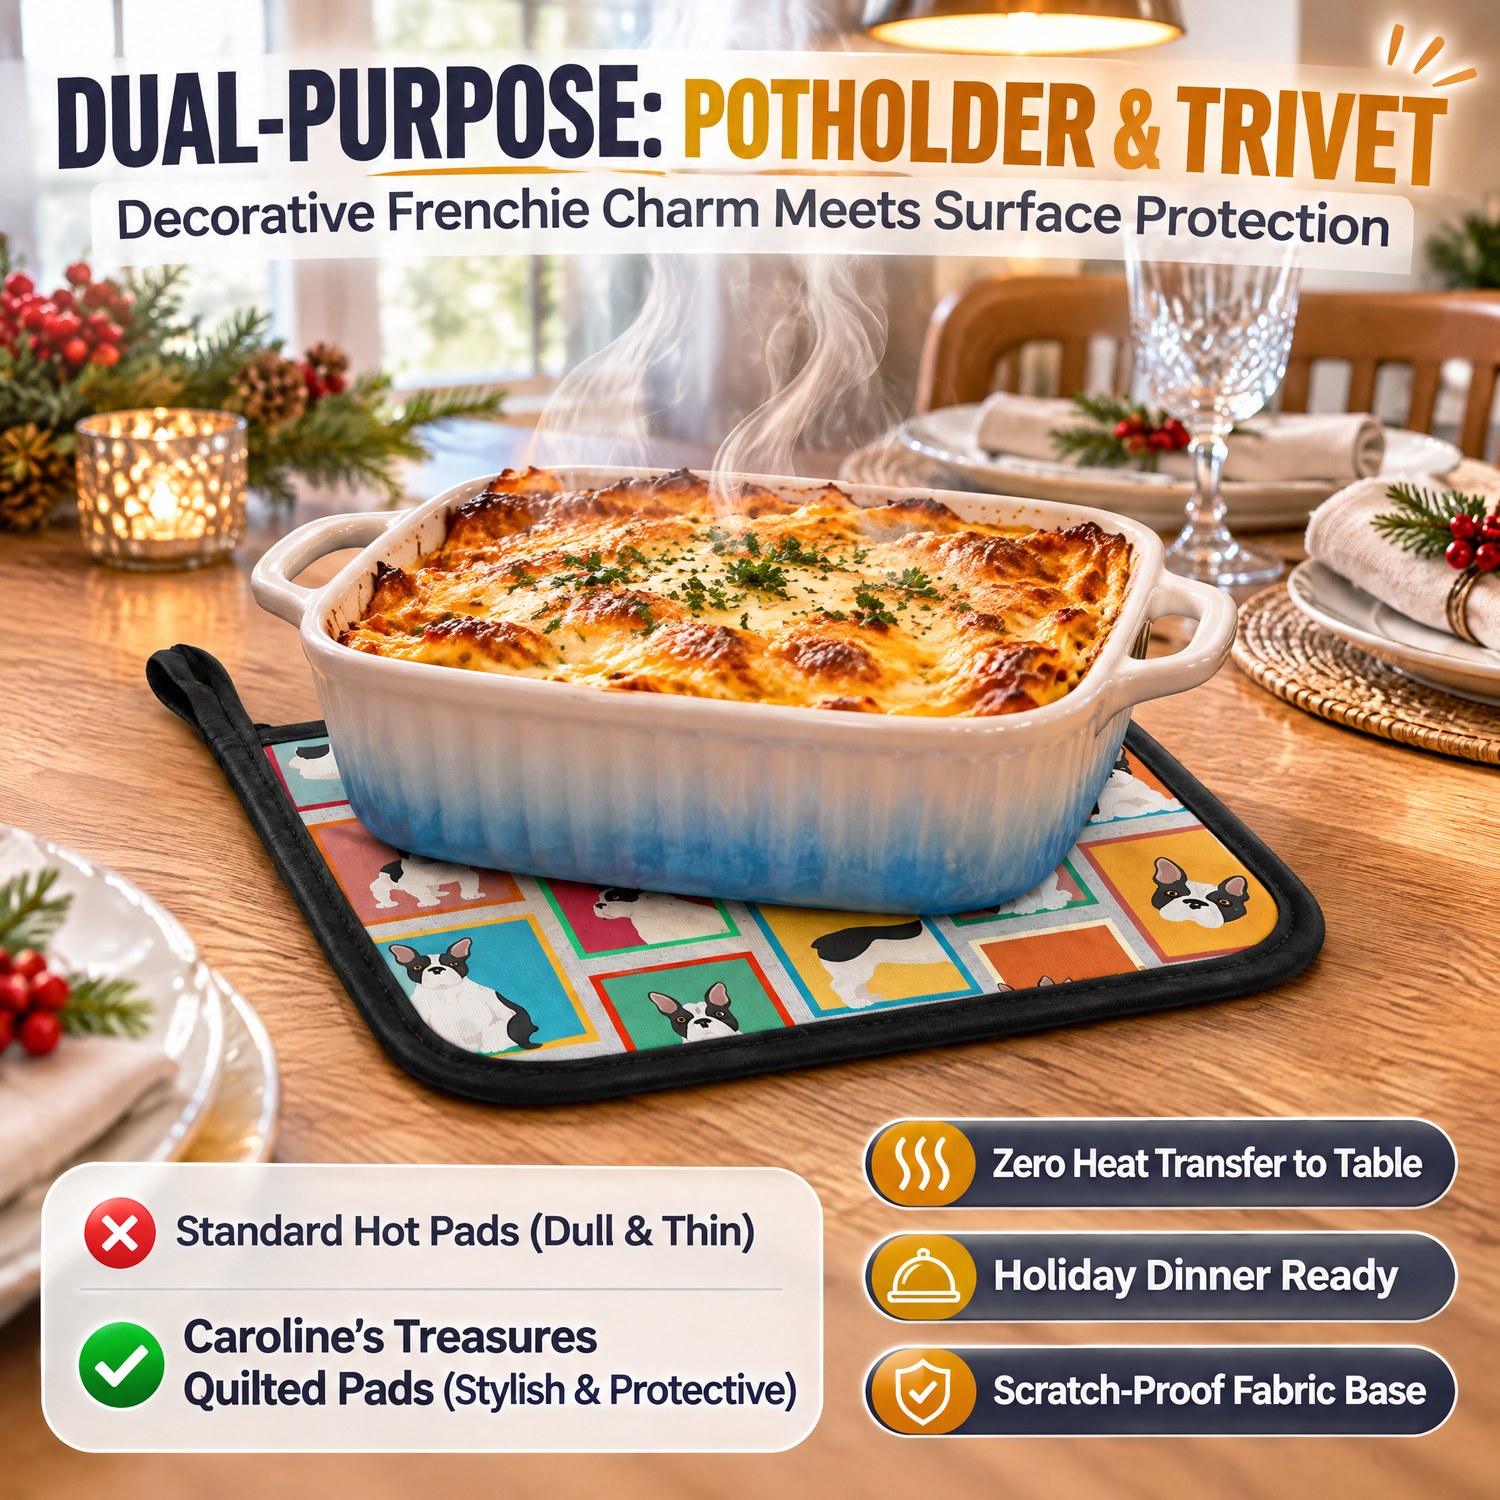 DUAL-PURPOSE: POTHOLDER & TRIVET
Decorative Frenchie Charm Meets Surface Protection
Standard Hot Pads (Dull & Thin)
Caroline's Treasures
Quilted Pads (Stylish & Protective)
Zero Heat Transfer to Table
Holiday Dinner Ready
Scratch-Proof Fabric Base